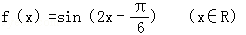 f（x）=sin（2x-π/6）　（x∈R）